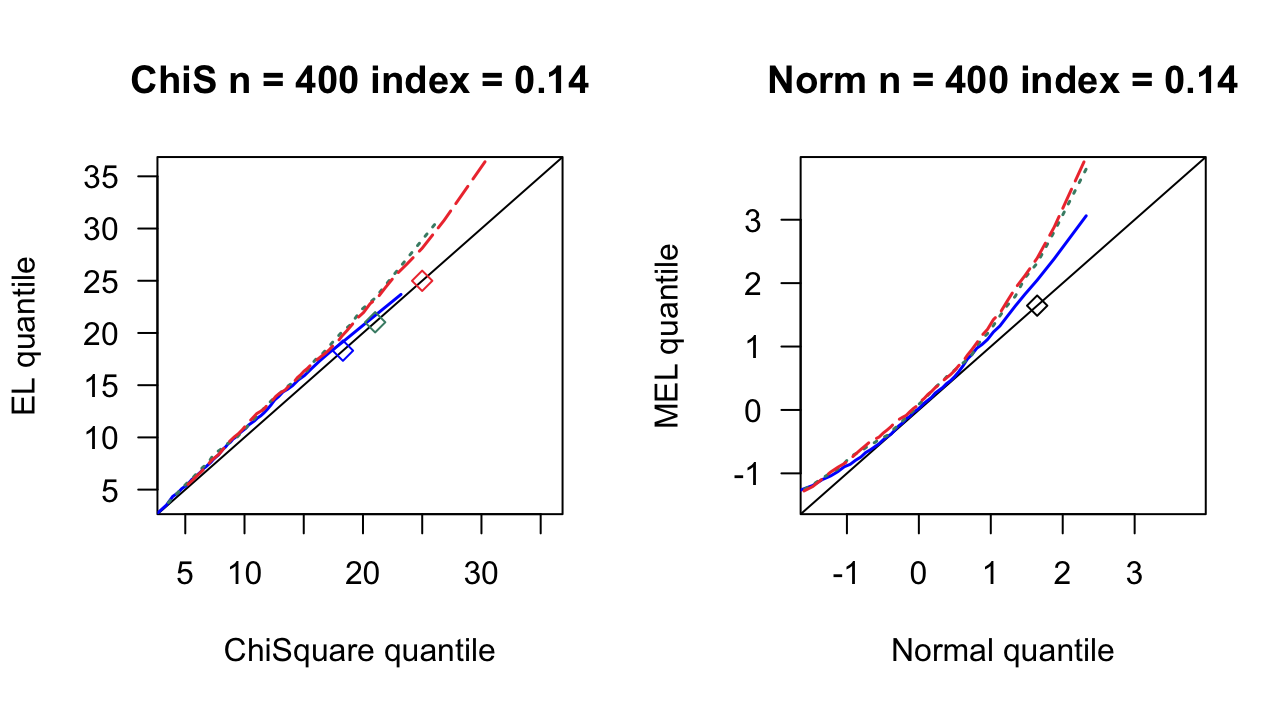 ChiS n = 400 index = 0.14
EL quantile
35
30
25
20
15
10
5
5 10 20 30
ChiSquare quantile
Norm n = 400 index = 0.14
MEL quantile
3
2
1
0
-1
-1 0 1 2 3
Normal quantile